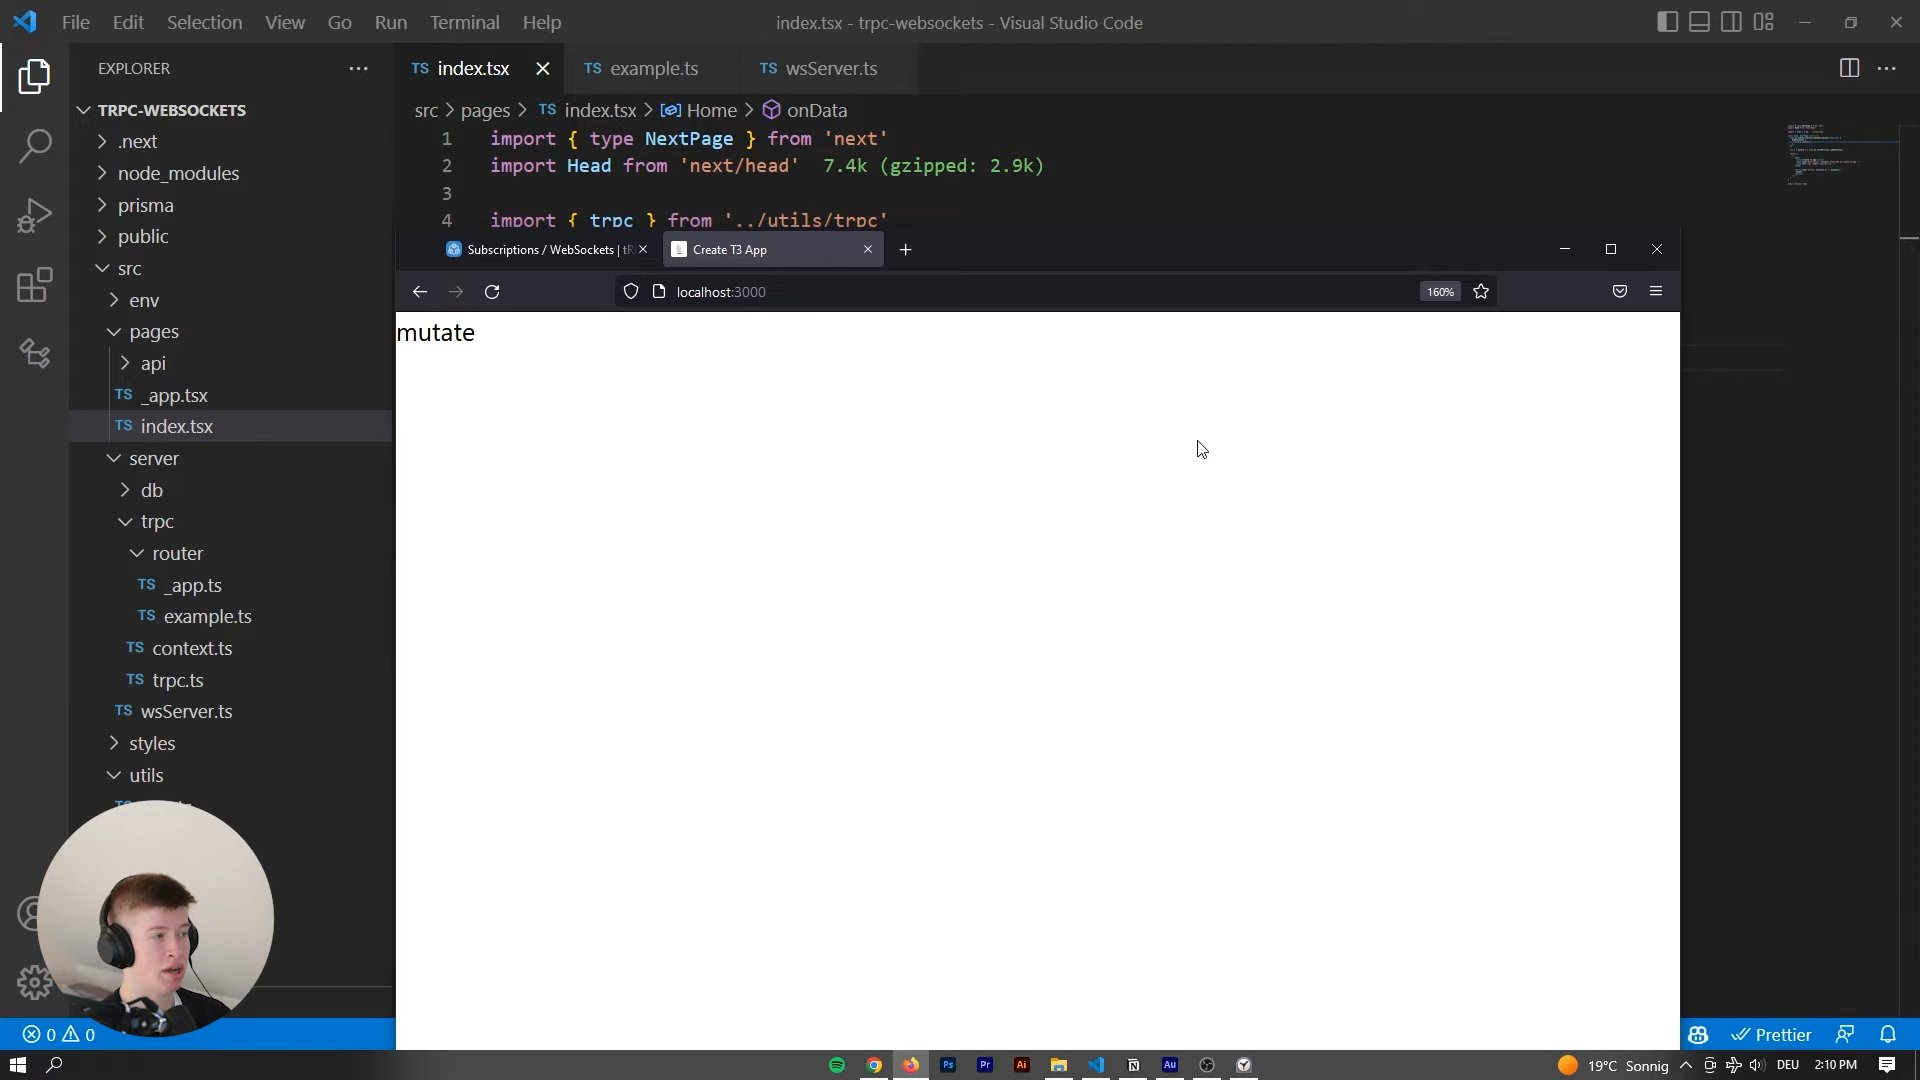 File Edit Selection View Go Run Terminal Help
index.tsx - trpc-websockets - Visual Studio Code
EXPLORER
TS index.tsx
TS example.ts
TS wsServer.ts
TRPC-WEBSOCKETS
src > pages > TS index.tsx > Home > onData
.next
node_modules
prisma
public
src
env
pages
api
TS _app.tsx
TS index.tsx
server
db
trpc
router
TS _app.ts
TS example.ts
TS context.ts
TS trpc.ts
TS wsServer.ts
styles
utils
1 import { type NextPage } from 'next'
2 import Head from 'next/head' 7.4k (gzipped: 2.9k)
3
4 import { trpc } from '../utils/trpc'
Subscriptions / WebSockets | tR
Create T3 App
localhost:3000
160%
mutate
0 0
Prettier
Ps Pr Ai Au
19°C Sonnig
DEU
2:10 PM